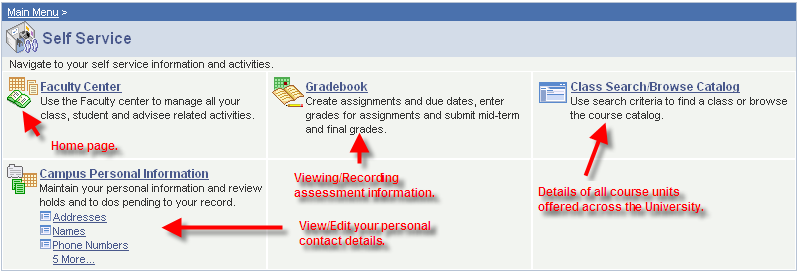 Main Menu >
Self Service
Navigate to your self service information and activities.
Faculty Center
Use the Faculty center to manage all your
class, student and advisee related activities.
Home page.
Gradebook
Create assignments and due dates, enter
grades for assignments and submit mid-term
and final grades.
Viewing/Recording
assessment information.
Class Search/Browse Catalog
Use search criteria to find a class or browse
the course catalog.
Details of all course units
offered across the University.
Campus Personal Information
Maintain your personal information and review
holds and to dos pending to your record.
Addresses
Names
Phone Numbers
5 More...
View/Edit your personal
contact details.